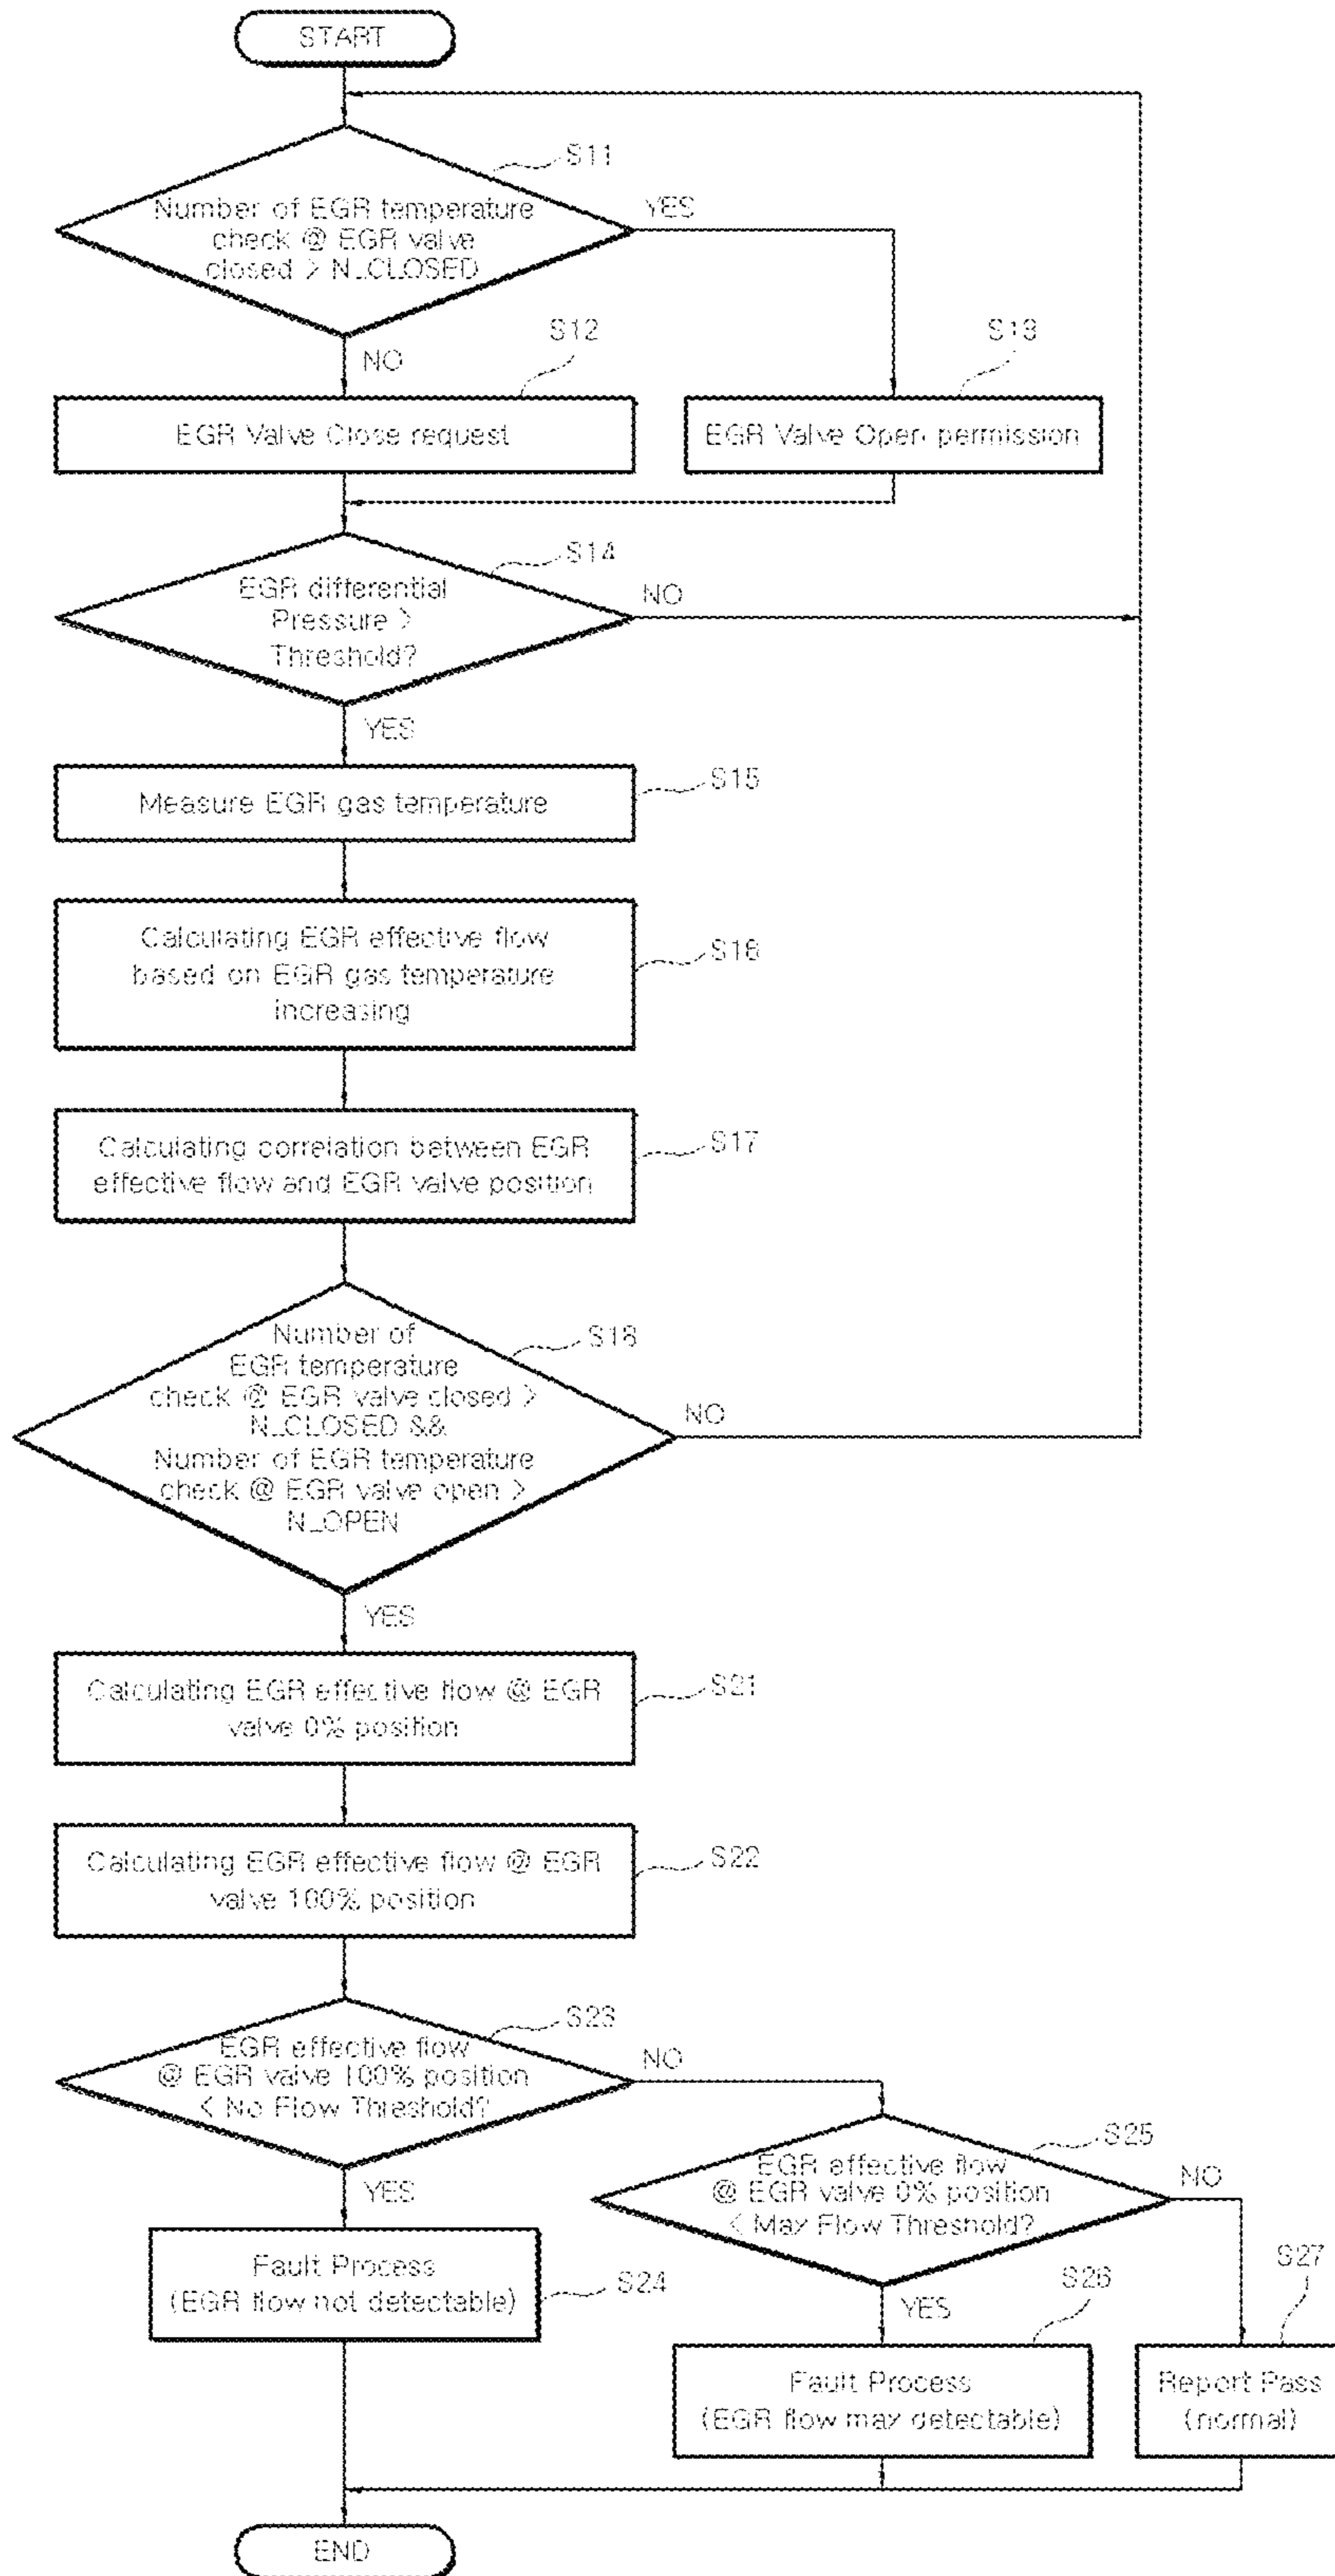 START
S11
Number of EGR temperature
check @ EGR valve
closed > N_CLOSED
YES
NO
S12
S13
EGR Valve Close request
EGR Valve Open permission
S14
EGR differential
Pressure >
Threshold?
NO
YES
S15
Measure EGR gas temperature
S16
Calculating EGR effective flow
based on EGR gas temperature
increasing
S17
Calculating correlation between EGR
effective flow and EGR valve position
S18
Number of
EGR temperature
check @ EGR valve closed >
N_CLOSED &&
Number of EGR temperature
check @ EGR valve open >
N_OPEN
NO
YES
S21
Calculating EGR effective flow @ EGR
valve 0% position
S22
Calculating EGR effective flow @ EGR
valve 100% position
S23
EGR effective flow
@ EGR valve 100% position
< No Flow Threshold?
NO
YES
S25
EGR effective flow
@ EGR valve 0% position
< Max Flow Threshold?
NO
YES
S24
Fault Process
(EGR flow not detectable)
S26
Fault Process
(EGR flow max detectable)
S27
Report Pass
(normal)
END